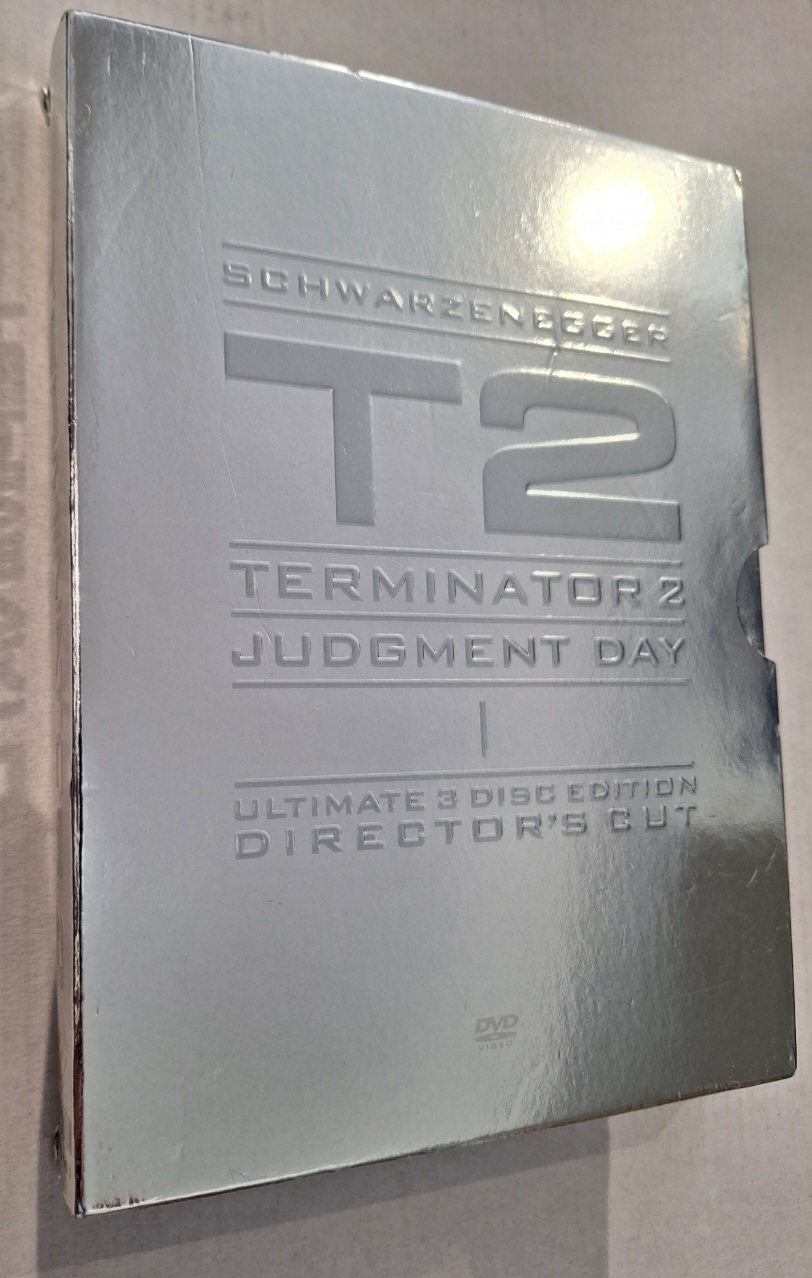 SCHWARZENEGGER
T2
TERMINATOR 2
JUDGMENT DAY
ULTIMATE 3 DISC EDITION
DIRECTOR'S CUT
DVD
VIDEO